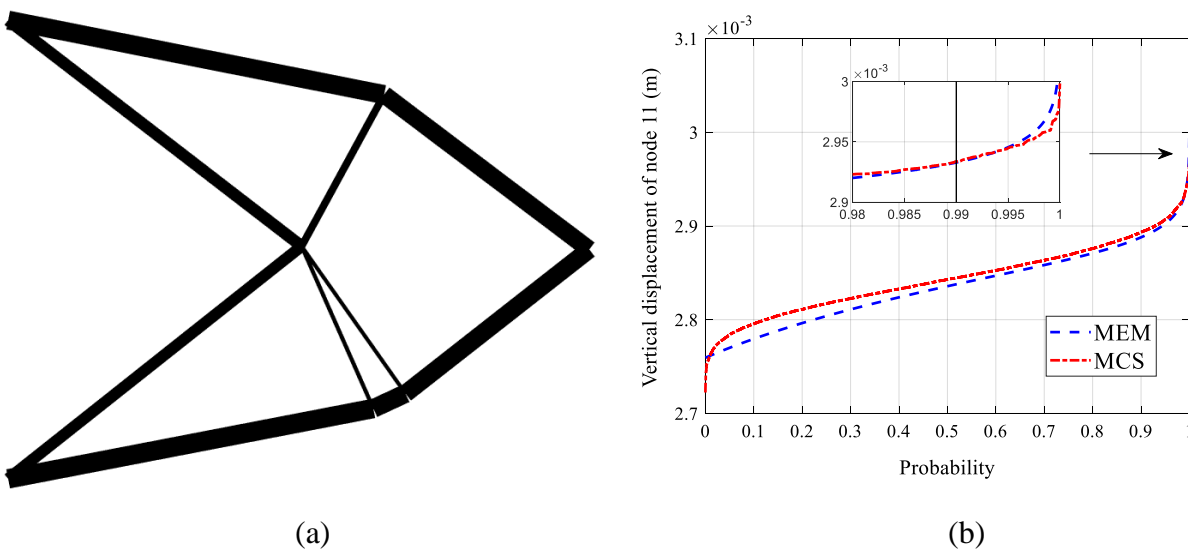 ×10⁻³
3.1
3
2.9
2.8
2.7
Vertical displacement of node 11 (m)
×10⁻³
3
2.95
2.9
0.98 0.985 0.99 0.995 1
MEM
MCS
0 0.1 0.2 0.3 0.4 0.5 0.6 0.7 0.8 0.9 1
Probability
(a) (b)